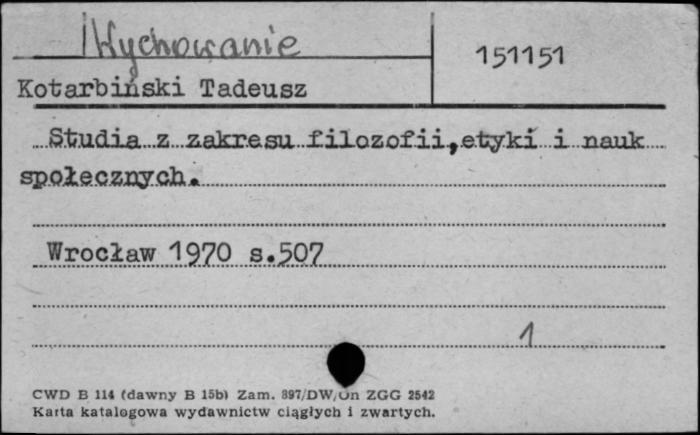 Wychowanie
151151
Kotarbiński Tadeusz
Studia z zakresu filozofii,etyki i nauk
społecznych.
Wrocław 1970 s.507
1
CWD B 114 (dawny B 15b) Zam. 897/DW/Un ZGG 2542
Karta katalogowa wydawnictw ciągłych i zwartych.